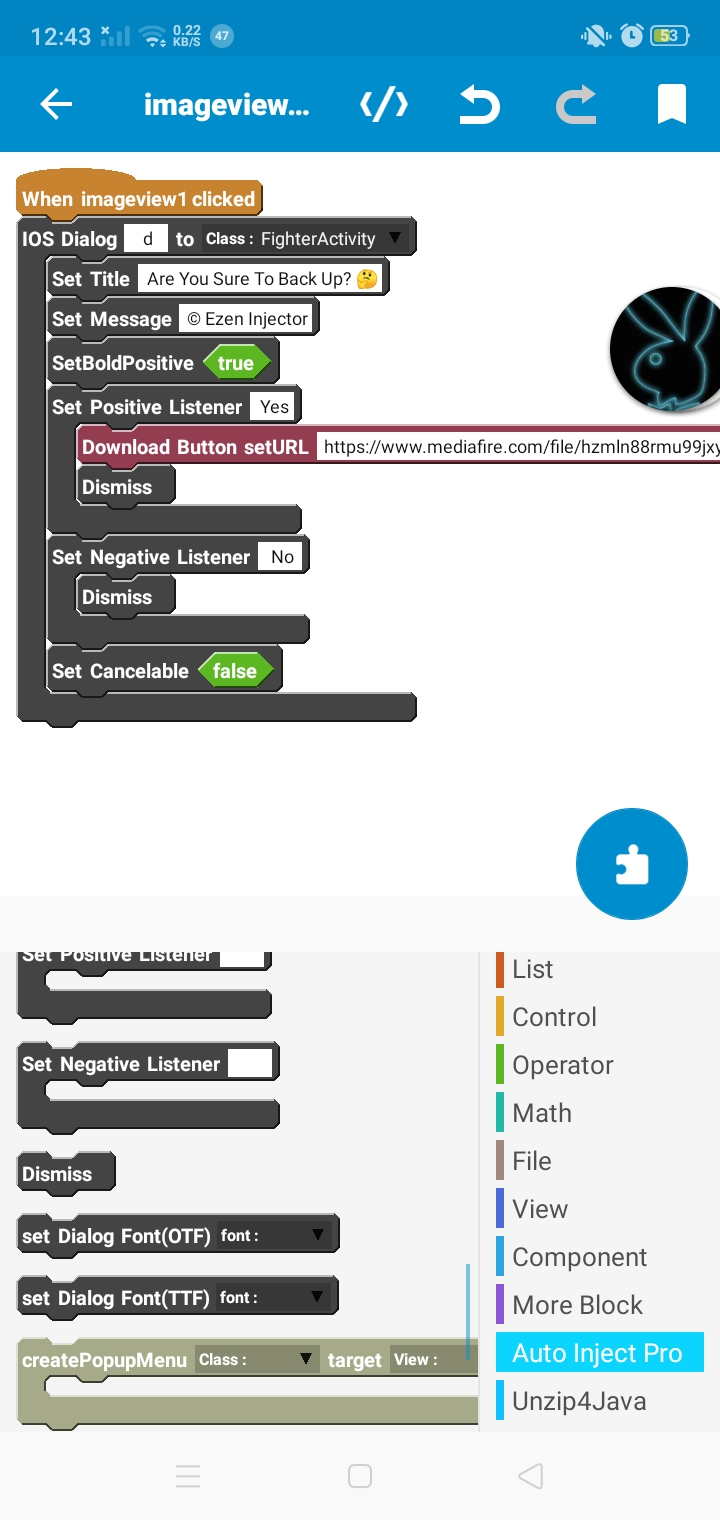 12:43 0.22 KB/S 47 53
imageview...
When imageview1 clicked
IOS Dialog d to Class : FighterActivity
Set Title Are You Sure To Back Up? 🤔
Set Message © Ezen Injector
SetBoldPositive true
Set Positive Listener Yes
Download Button setURL https://www.mediafire.com/file/hzmln88rmu99jxy
Dismiss
Set Negative Listener No
Dismiss
Set Cancelable false
Set Positive Listener
Set Negative Listener
Dismiss
set Dialog Font(OTF) font :
set Dialog Font(TTF) font :
createPopupMenu Class : target View :
List
Control
Operator
Math
File
View
Component
More Block
Auto Inject Pro
Unzip4Java